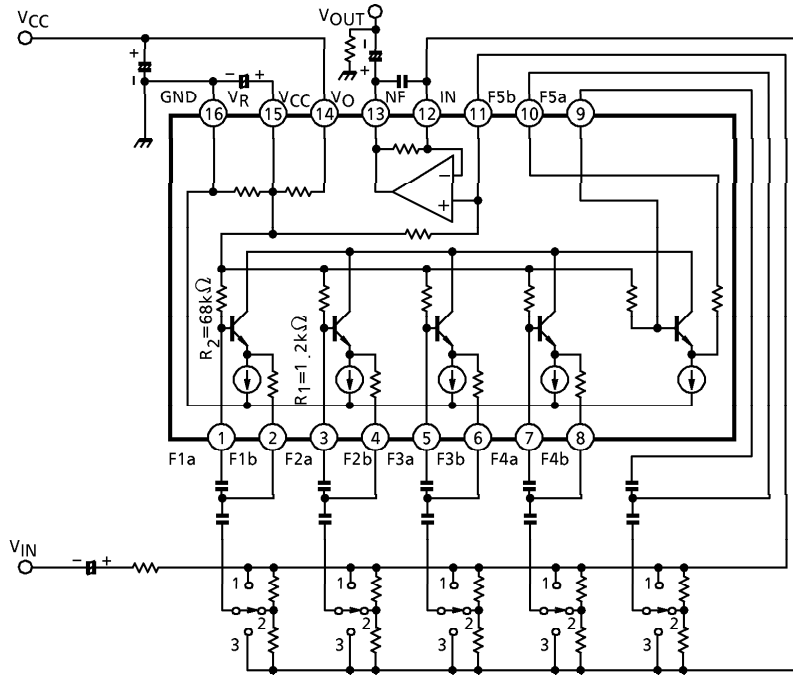 VCC
VOUT
+
−
−
+
−
+
GND
VR
VCC
VO
NF
IN
F5b
F5a
16
15
14
13
12
11
10
9
−
+
R2=68kΩ
R1=1.2kΩ
1
2
3
4
5
6
7
8
F1a
F1b
F2a
F2b
F3a
F3b
F4a
F4b
VIN
−
+
1
1
1
1
1
2
2
2
2
2
3
3
3
3
3